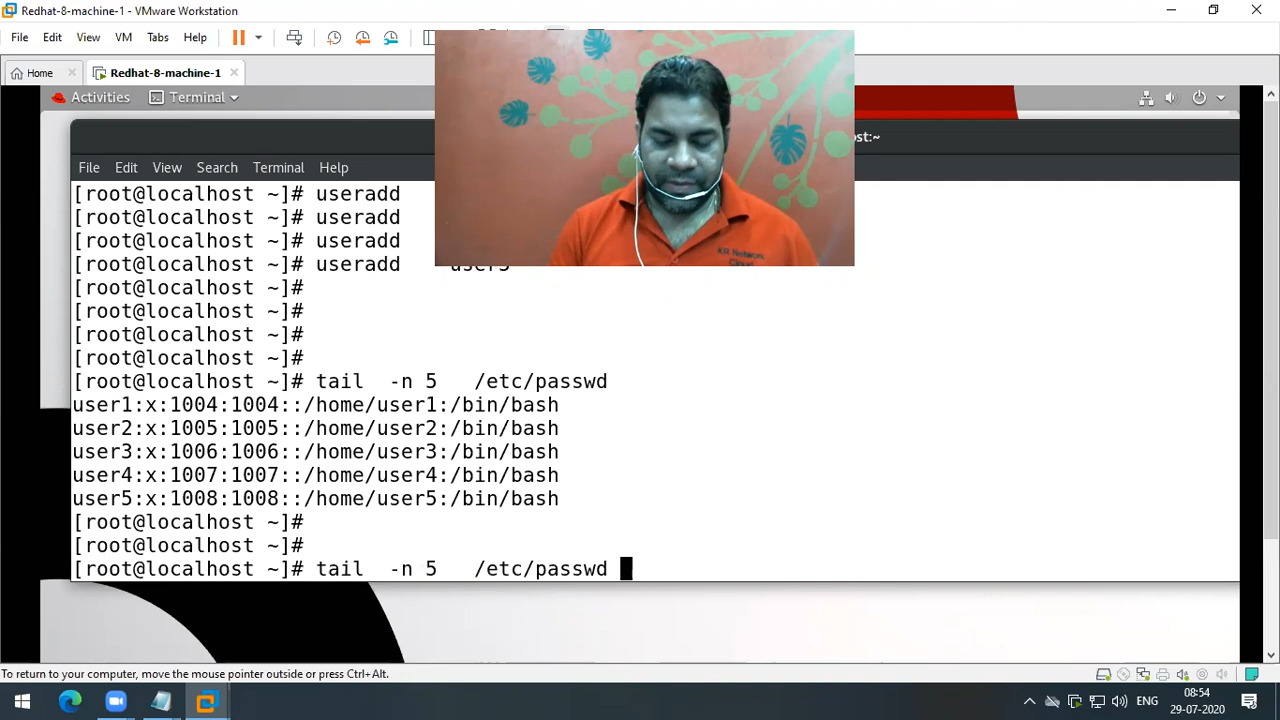 Redhat-8-machine-1 - VMware Workstation
File Edit View VM Tabs Help
Home Redhat-8-machine-1
Activities Terminal
ost:~
File Edit View Search Terminal Help
[root@localhost ~]# useradd
[root@localhost ~]# useradd
[root@localhost ~]# useradd
[root@localhost ~]# useradd user5
[root@localhost ~]#
[root@localhost ~]#
[root@localhost ~]#
[root@localhost ~]#
[root@localhost ~]# tail -n 5 /etc/passwd
user1:x:1004:1004::/home/user1:/bin/bash
user2:x:1005:1005::/home/user2:/bin/bash
user3:x:1006:1006::/home/user3:/bin/bash
user4:x:1007:1007::/home/user4:/bin/bash
user5:x:1008:1008::/home/user5:/bin/bash
[root@localhost ~]#
[root@localhost ~]#
[root@localhost ~]# tail -n 5 /etc/passwd
KR Network
Cloud
To return to your computer, move the mouse pointer outside or press Ctrl+Alt.
ENG
08:54
29-07-2020